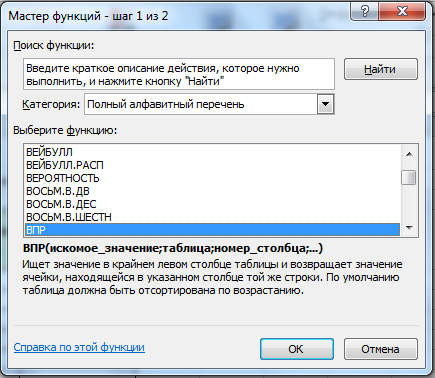 Мастер функций - шаг 1 из 2
Поиск функции:
Введите краткое описание действия, которое нужно
выполнить, и нажмите кнопку "Найти"
Найти
Категория: Полный алфавитный перечень
Выберите функцию:
ВЕЙБУЛЛ
ВЕЙБУЛЛ.РАСП
ВЕРОЯТНОСТЬ
ВОСЬМ.В.ДВ
ВОСЬМ.В.ДЕС
ВОСЬМ.В.ШЕСТН
ВПР
ВПР(искомое_значение;таблица;номер_столбца;...)
Ищет значение в крайнем левом столбце таблицы и возвращает значение
ячейки, находящейся в указанном столбце той же строки. По умолчанию
таблица должна быть отсортирована по возрастанию.
Справка по этой функции
ОК
Отмена